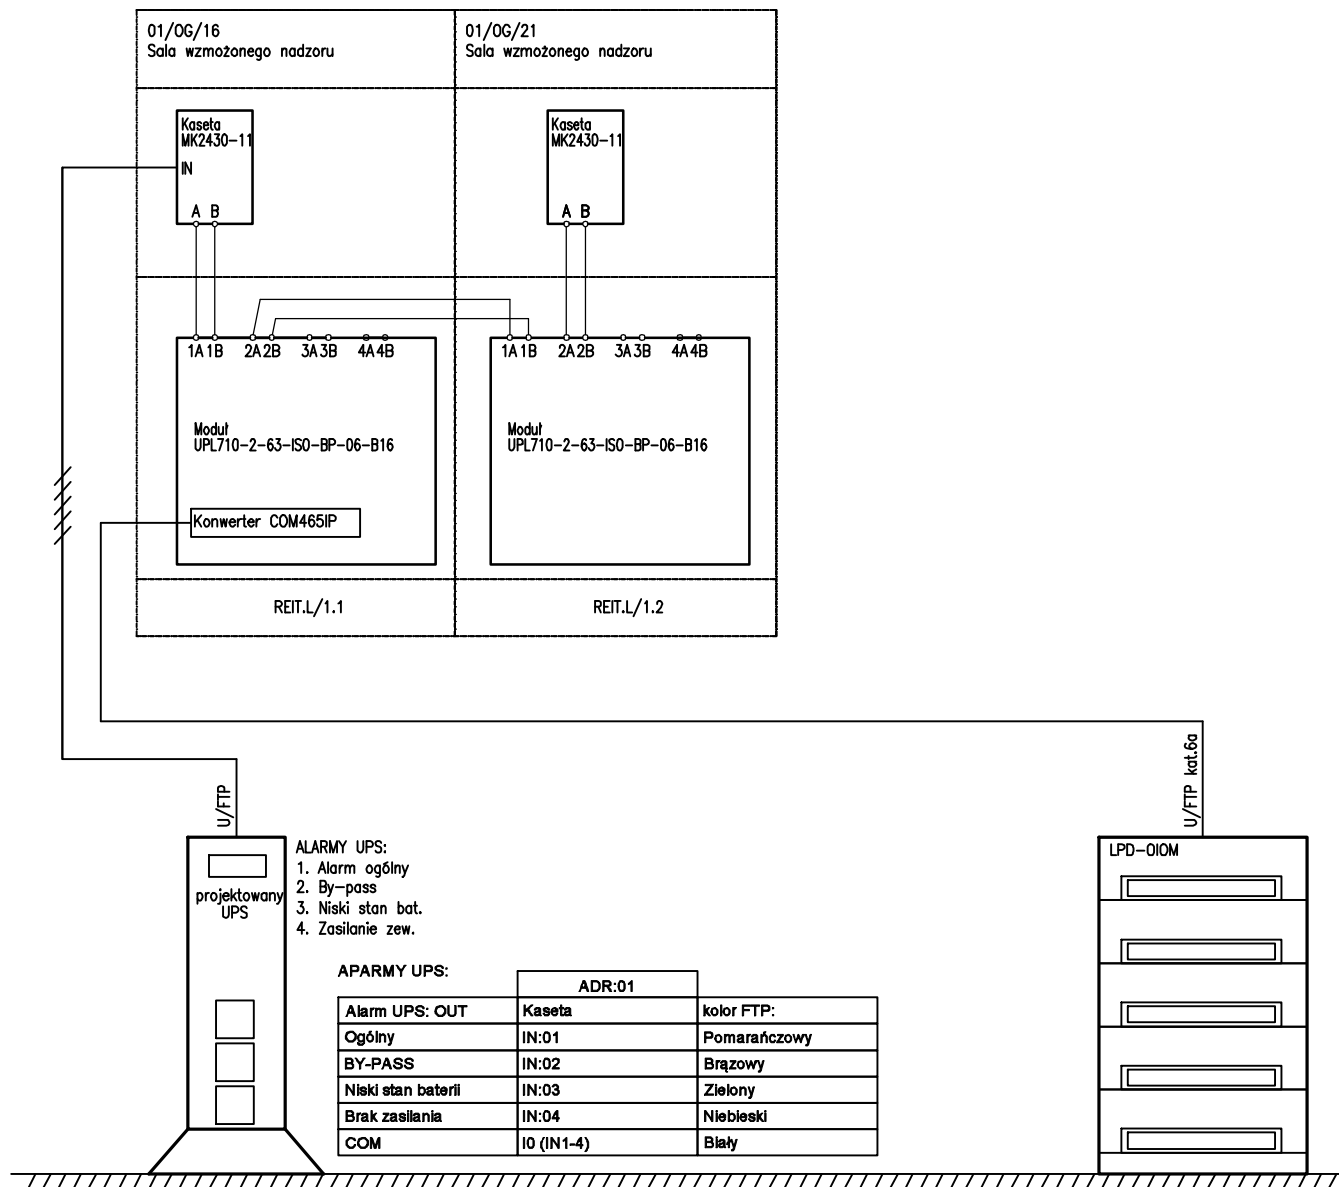 01/OG/16
Sala wzmożonego nadzoru
01/OG/21
Sala wzmożonego nadzoru
Kaseta
MK2430-11
IN
A B
Kaseta
MK2430-11
A B
1A 1B 2A 2B 3A 3B 4A 4B
1A 1B 2A 2B 3A 3B 4A 4B
Moduł
UPL710-2-63-ISO-BP-06-B16
Moduł
UPL710-2-63-ISO-BP-06-B16
Konwerter COM465IP
REIT.L/1.1
REIT.L/1.2
U/FTP
U/FTP kat.6a
projektowany
UPS
ALARMY UPS:
1. Alarm ogólny
2. By-pass
3. Niski stan bat.
4. Zasilanie zew.
LPD-OIOM
APARMY UPS:
ADR:01
Alarm UPS: OUT Kaseta kolor FTP:
Ogólny IN:01 Pomarańczowy
BY-PASS IN:02 Brązowy
Niski stan baterii IN:03 Zielony
Brak zasilania IN:04 Niebieski
COM I0 (IN1-4) Biały